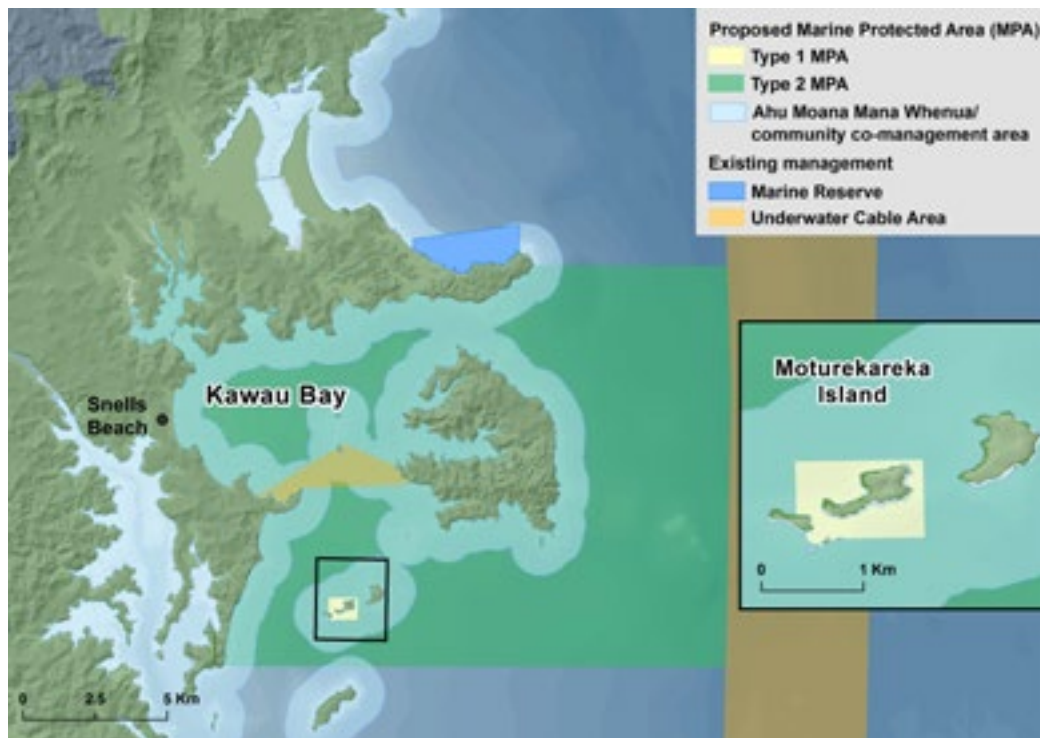 Proposed Marine Protected Area (MPA)
Type 1 MPA
Type 2 MPA
Ahu Moana Mana Whenua/
community co-management area
Existing management
Marine Reserve
Underwater Cable Area
Kawau Bay
Snells
Beach
Moturekareka
Island
0 1 Km
0 2.5 5 Km